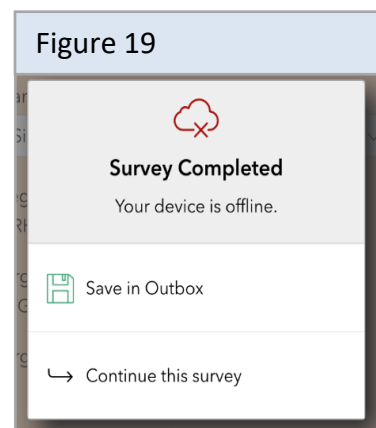 Figure 19
Survey Completed
Your device is offline.
Save in Outbox
Continue this survey